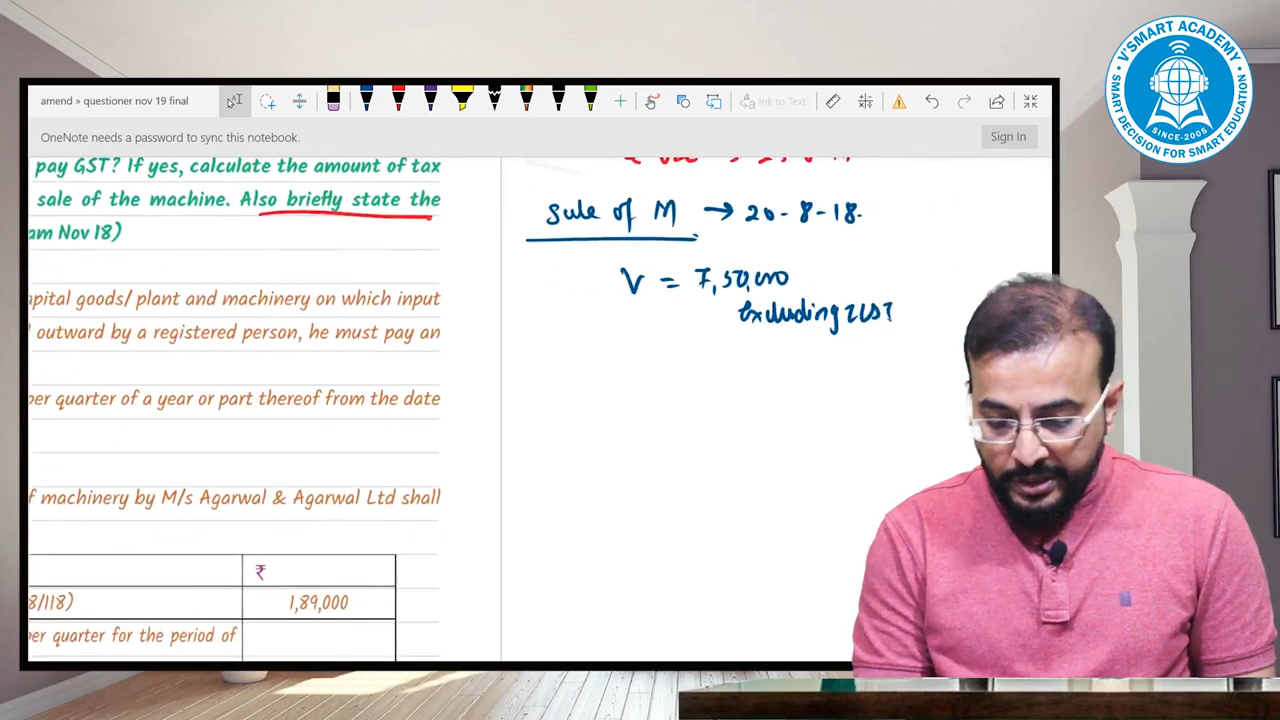 amend » questioner nov 19 final
Ink to Text
OneNote needs a password to sync this notebook.
Sign In
pay GST? If yes, calculate the amount of tax
sale of the machine. Also briefly state the
am Nov 18)
apital goods/ plant and machinery on which input
outward by a registered person, he must pay an
per quarter of a year or part thereof from the date
f machinery by M/s Agarwal & Agarwal Ltd shall
₹
8/118) 1,89,000
per quarter for the period of
Sale of M → 20-8-18.
V = 7,50,000
Excluding
V'SMART ACADEMY
SINCE-2005
(SMART DECISION FOR SMART EDUCATION)